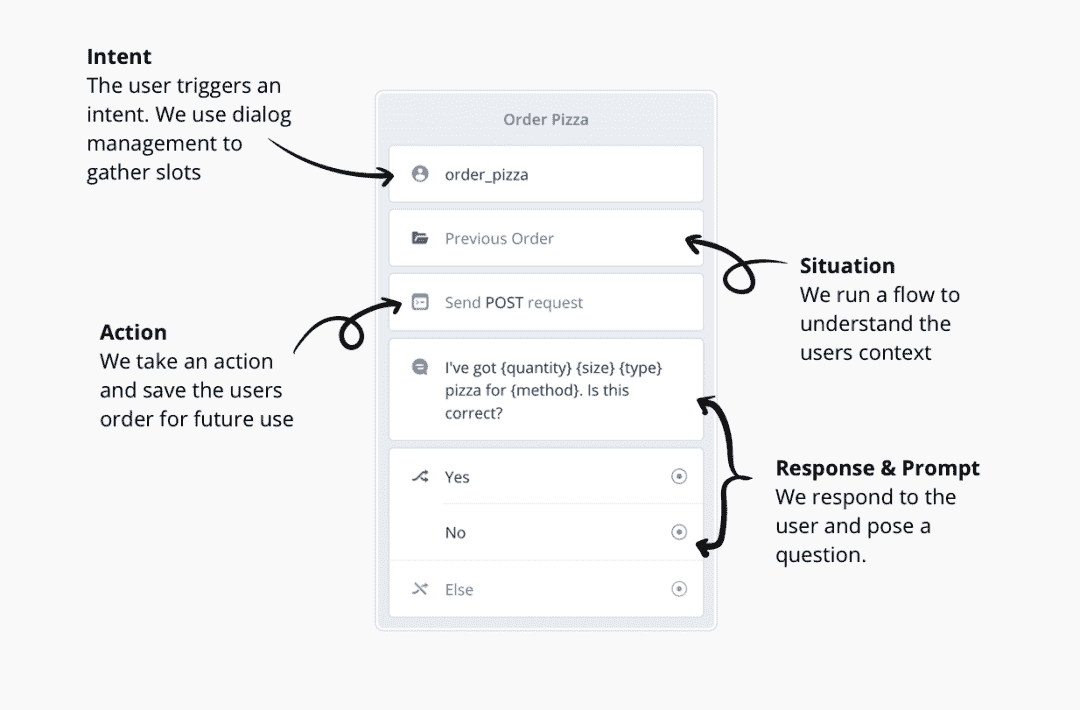 Intent
The user triggers an
intent. We use dialog
management to
gather slots
Order Pizza
order_pizza
Previous Order
Situation
We run a flow to
understand the
users context
Send POST request
Action
We take an action
and save the users
order for future use
I've got {quantity} {size} {type}
pizza for {method}. Is this
correct?
Response & Prompt
We respond to the
user and pose a
question.
Yes
No
Else